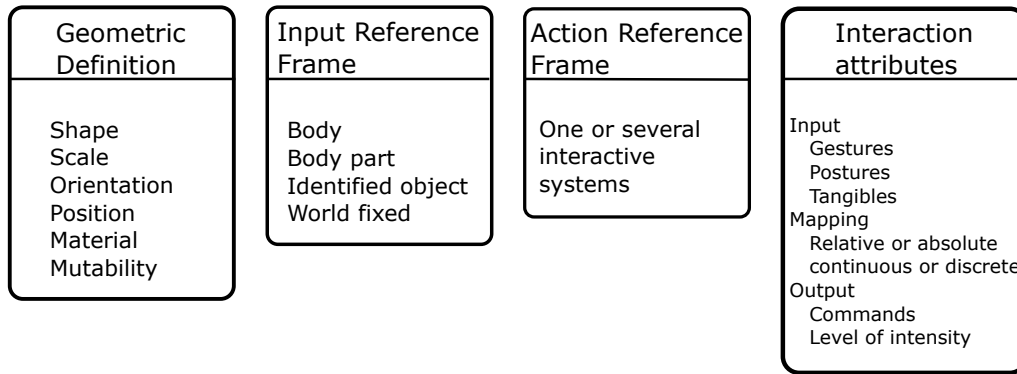 Geometric
Definition
Shape
Scale
Orientation
Position
Material
Mutability
Input Reference
Frame
Body
Body part
Identified object
World fixed
Action Reference
Frame
One or several
interactive
systems
Interaction
attributes
Input
Gestures
Postures
Tangibles
Mapping
Relative or absolute
continuous or discrete
Output
Commands
Level of intensity